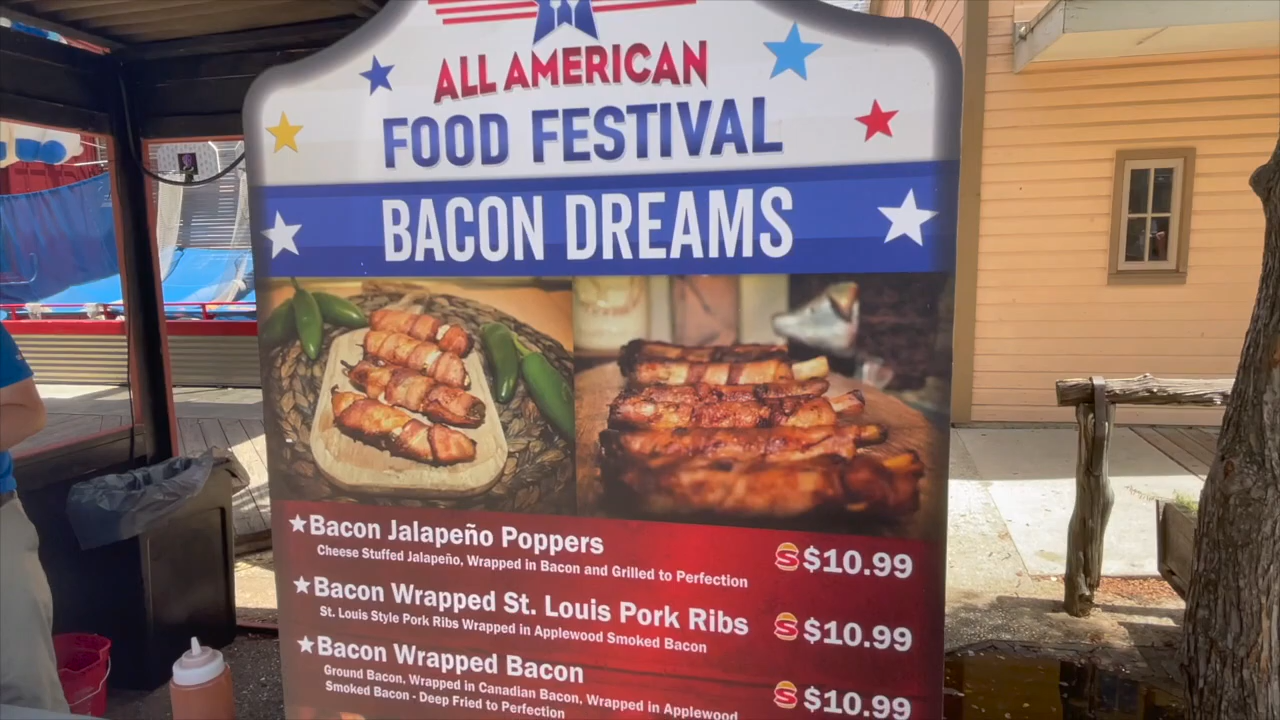 ALL AMERICAN
FOOD FESTIVAL
BACON DREAMS
Bacon Jalapeño Poppers
Cheese Stuffed Jalapeño, Wrapped in Bacon and Grilled to Perfection
$10.99
Bacon Wrapped St. Louis Pork Ribs
St. Louis Style Pork Ribs Wrapped in Applewood Smoked Bacon
$10.99
Bacon Wrapped Bacon
Ground Bacon, Wrapped in Canadian Bacon, Wrapped in Applewood
Smoked Bacon - Deep Fried to Perfection
$10.99